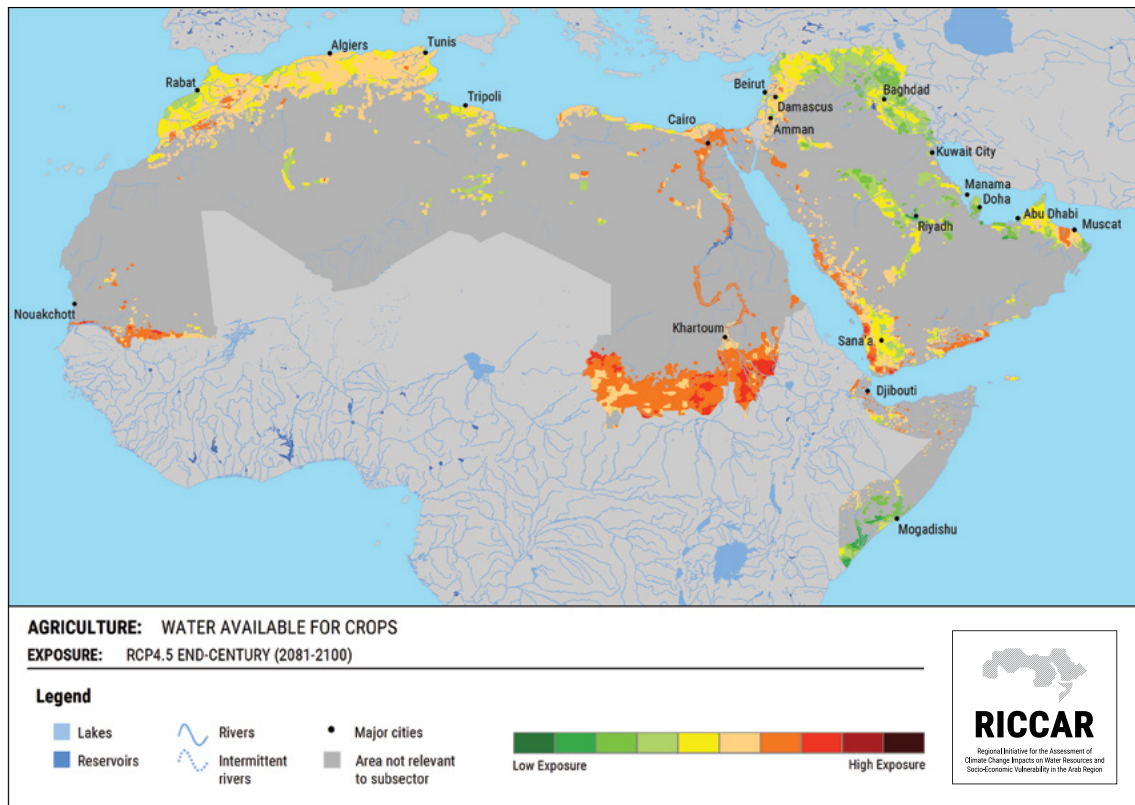 Algiers
Tunis
Rabat
Tripoli
Beirut
Baghdad
Damascus
Cairo
Amman
Kuwait City
Manama
Doha
Abu Dhabi
Muscat
Riyadh
Nouakchott
Khartoum
Sana'a
Djibouti
Mogadishu
AGRICULTURE: WATER AVAILABLE FOR CROPS
EXPOSURE: RCP4.5 END-CENTURY (2081-2100)
Legend
Lakes
Reservoirs
Rivers
Intermittent
rivers
Major cities
Area not relevant
to subsector
Low Exposure
High Exposure
RICCAR
Regional Initiative for the Assessment of
Climate Change Impacts on Water Resources and
Socio-Economic Vulnerability in the Arab Region